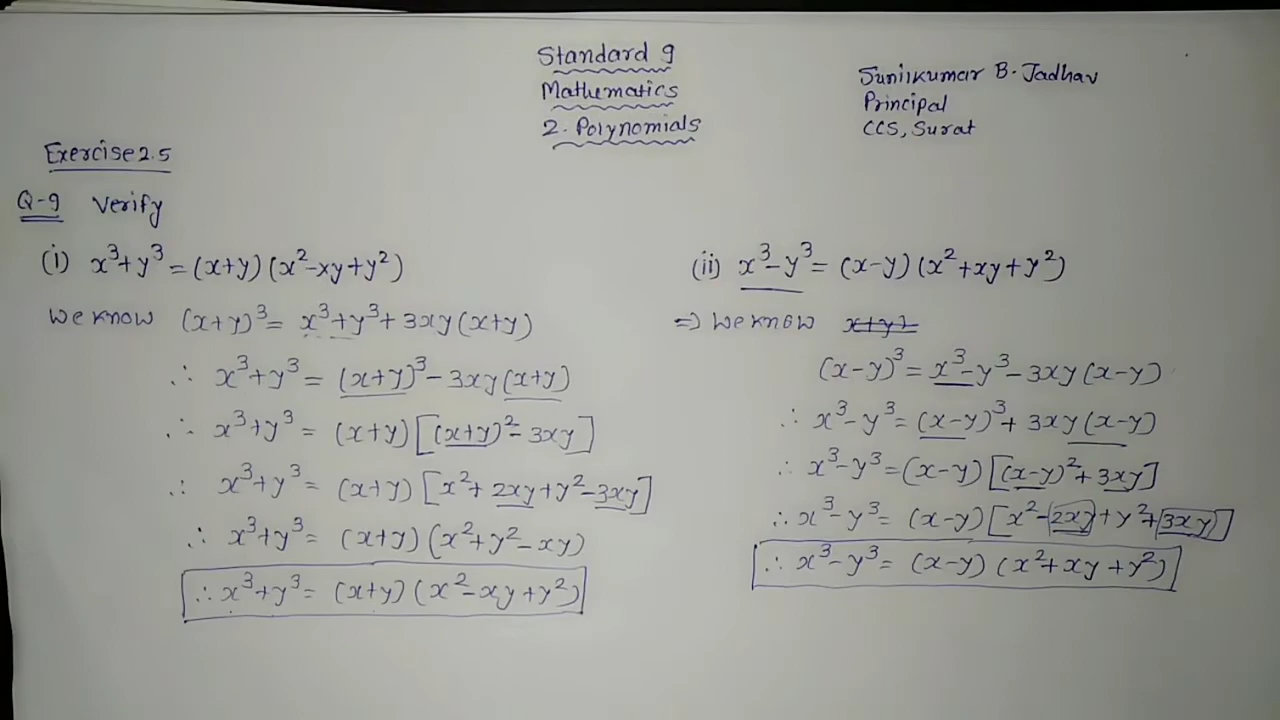 Standard 9
Mathematics
2. Polynomials
Sunilkumar B. Jadhav
Principal
CCS, Surat
Exercise 2.5
Q-9 Verify
(i) x³+y³ = (x+y) (x²-xy+y²)
We know (x+y)³ = x³+y³+3xy(x+y)
∴ x³+y³ = (x+y)³-3xy(x+y)
∴ x³+y³ = (x+y)[(x+y)²-3xy]
∴ x³+y³ = (x+y)[x²+2xy+y²-3xy]
∴ x³+y³ = (x+y)(x²+y²-xy)
∴ x³+y³ = (x+y)(x²-xy+y²)
(ii) x³-y³ = (x-y)(x²+xy+y²)
⇒ We know
(x-y)³ = x³-y³-3xy(x-y)
∴ x³-y³ = (x-y)³+3xy(x-y)
∴ x³-y³ = (x-y)[(x-y)²+3xy]
∴ x³-y³ = (x-y)[x²-2xy+y²+3xy]
∴ x³-y³ = (x-y)(x²+xy+y²)